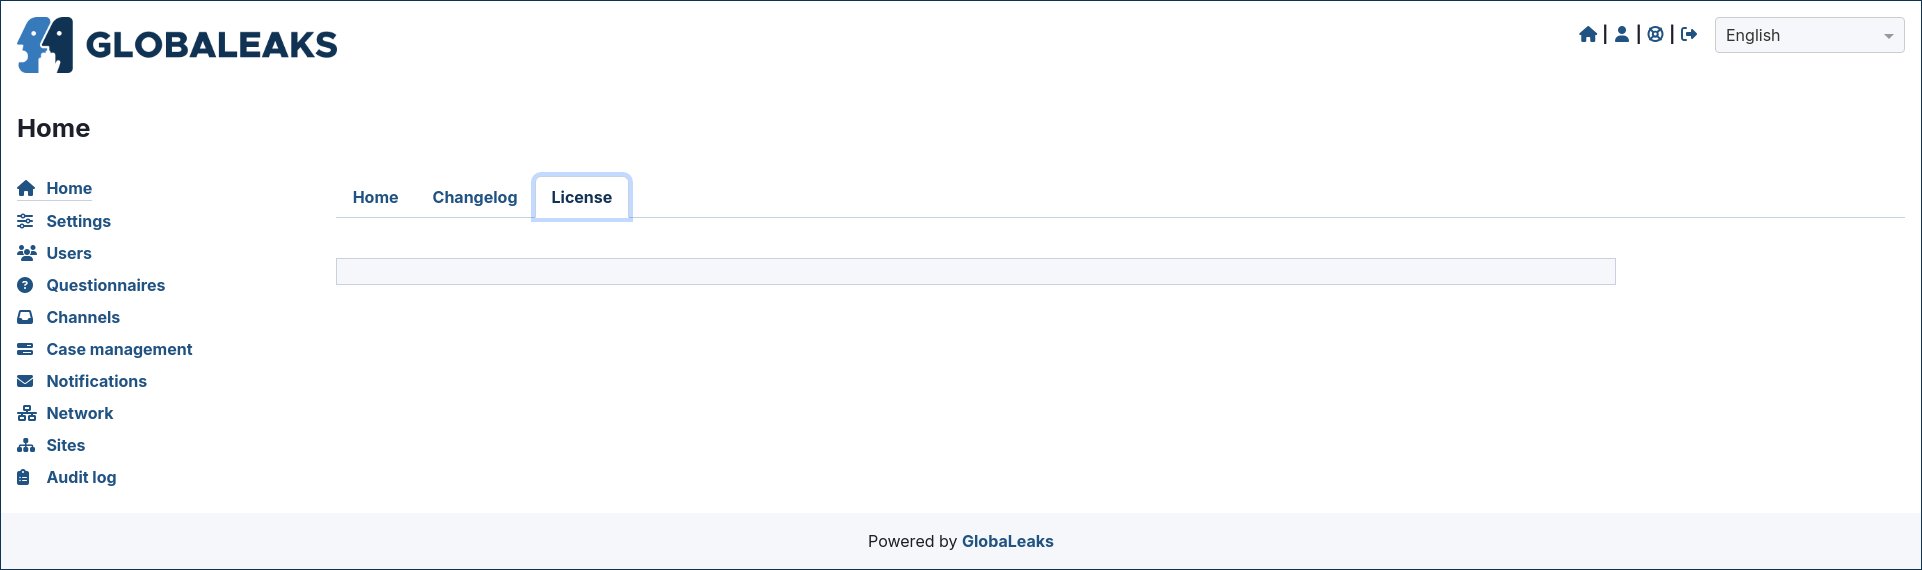 GLOBALEAKS
| | |
English
Home
Home
Settings
Users
Questionnaires
Channels
Case management
Notifications
Network
Sites
Audit log
Home Changelog License
Powered by GlobaLeaks